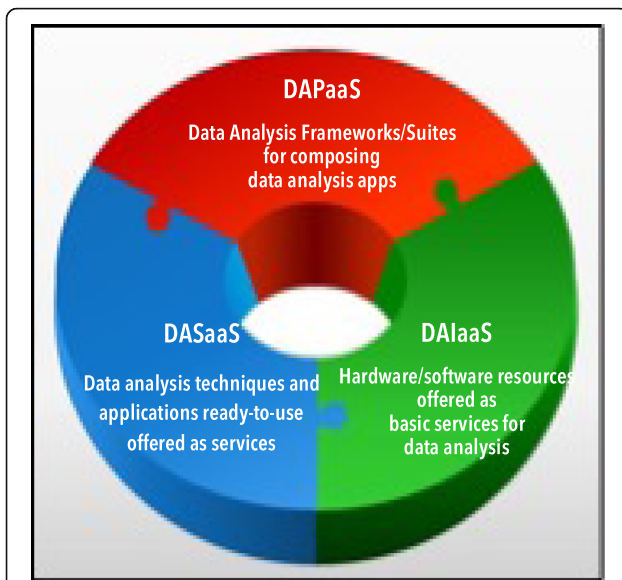 DAPaaS
Data Analysis Frameworks/Suites
for composing
data analysis apps
DASaaS
Data analysis techniques and
applications ready-to-use
offered as services
DAIaaS
Hardware/software resources
offered as
basic services for
data analysis